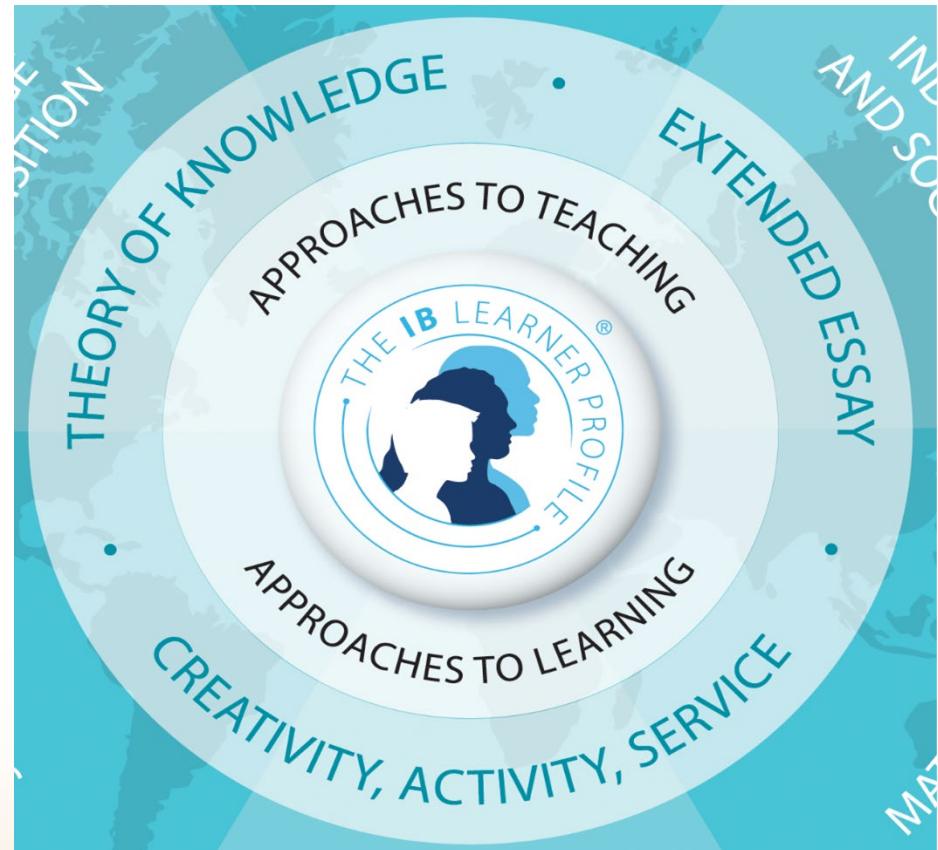 THEORY OF KNOWLEDGE
•
EXTENDED ESSAY
•
CREATIVITY, ACTIVITY, SERVICE
•
APPROACHES TO TEACHING
APPROACHES TO LEARNING
THE IB LEARNER PROFILE ®
AND